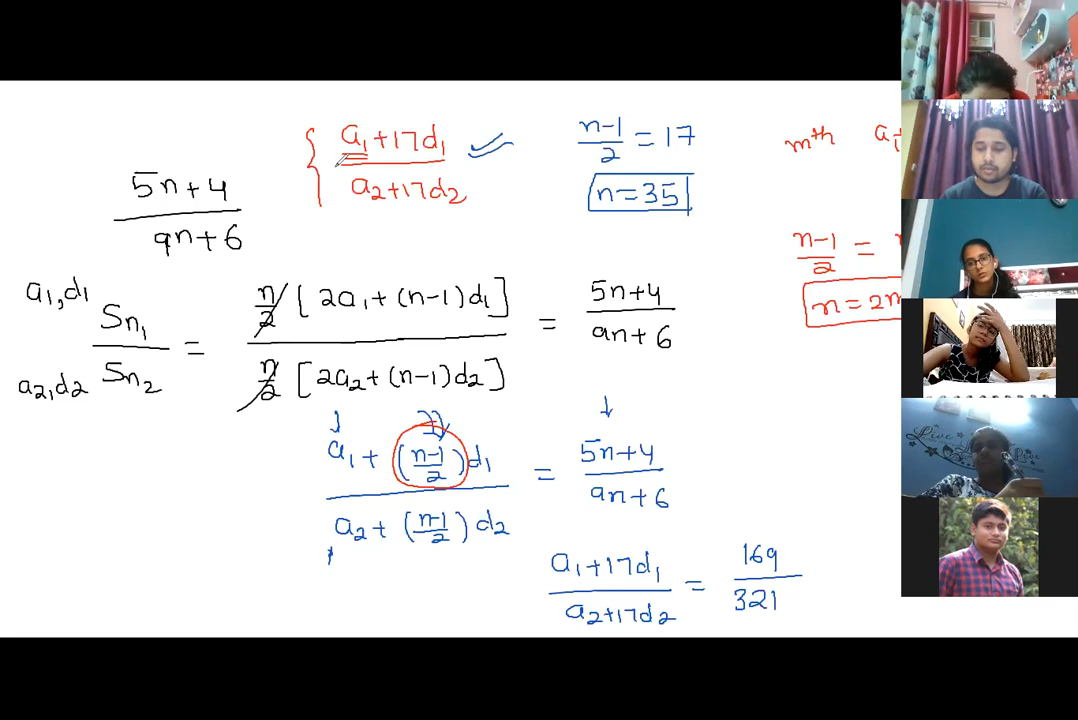 5n+4
9n+6
a1+17d1
a2+17d2
n-1/2 = 17
n=35
mth
n-1/2 =
n=2m
a1,d1
a2,d2
Sn1/Sn2 = n/2 [2a1+(n-1)d1] / n/2 [2a2+(n-1)d2] = 5n+4/9n+6
a1 + (n-1/2)d1 / a2 + (n-1/2)d2 = 5n+4/9n+6
a1+17d1/a2+17d2 = 169/321